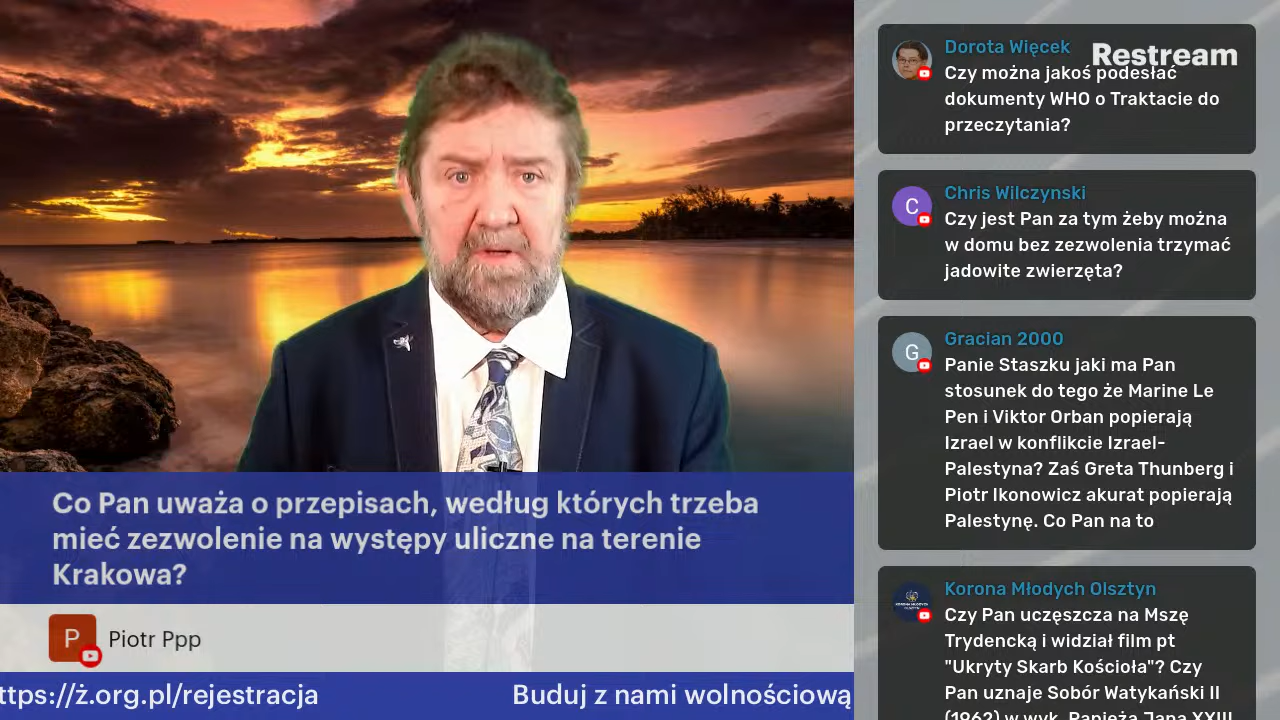 Co Pan uważa o przepisach, według których trzeba
mieć zezwolenie na występy uliczne na terenie
Krakowa?
P
Piotr Ppp
ttps://ż.org.pl/rejestracja
Buduj z nami wolnościową
Restream
Dorota Więcek
Czy można jakoś podesłać
dokumenty WHO o Traktacie do
przeczytania?
C
Chris Wilczynski
Czy jest Pan za tym żeby można
w domu bez zezwolenia trzymać
jadowite zwierzęta?
G
Gracian 2000
Panie Staszku jaki ma Pan
stosunek do tego że Marine Le
Pen i Viktor Orban popierają
Izrael w konflikcie Izrael-
Palestyna? Zaś Greta Thunberg i
Piotr Ikonowicz akurat popierają
Palestynę. Co Pan na to
Korona Młodych Olsztyn
Czy Pan uczęszcza na Mszę
Trydencką i widział film pt
"Ukryty Skarb Kościoła"? Czy
Pan uznaje Sobór Watykański II
(1962) w wyk. Papieża Jana XXIII